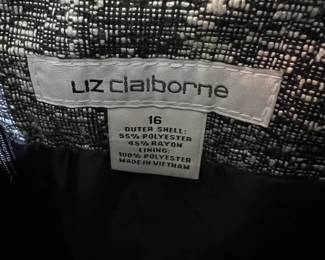 LIZ claiborne
16
OUTER SHELL:
55% POLYESTER
45% RAYON
LINING:
100% POLYESTER
MADE IN VIETNAM